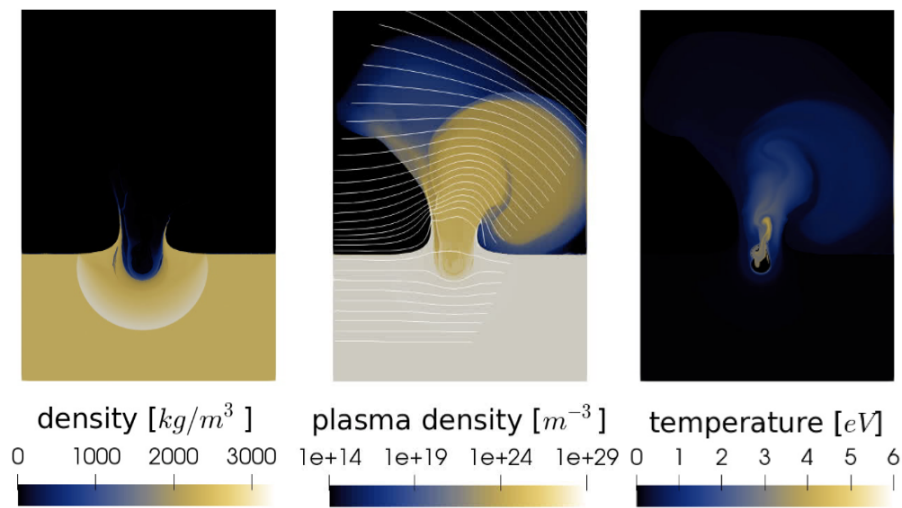 density [kg/m³ ]
plasma density [m⁻³]
temperature [eV]
0 1000 2000 3000
1e+14 1e+19 1e+24 1e+29
0 1 2 3 4 5 6